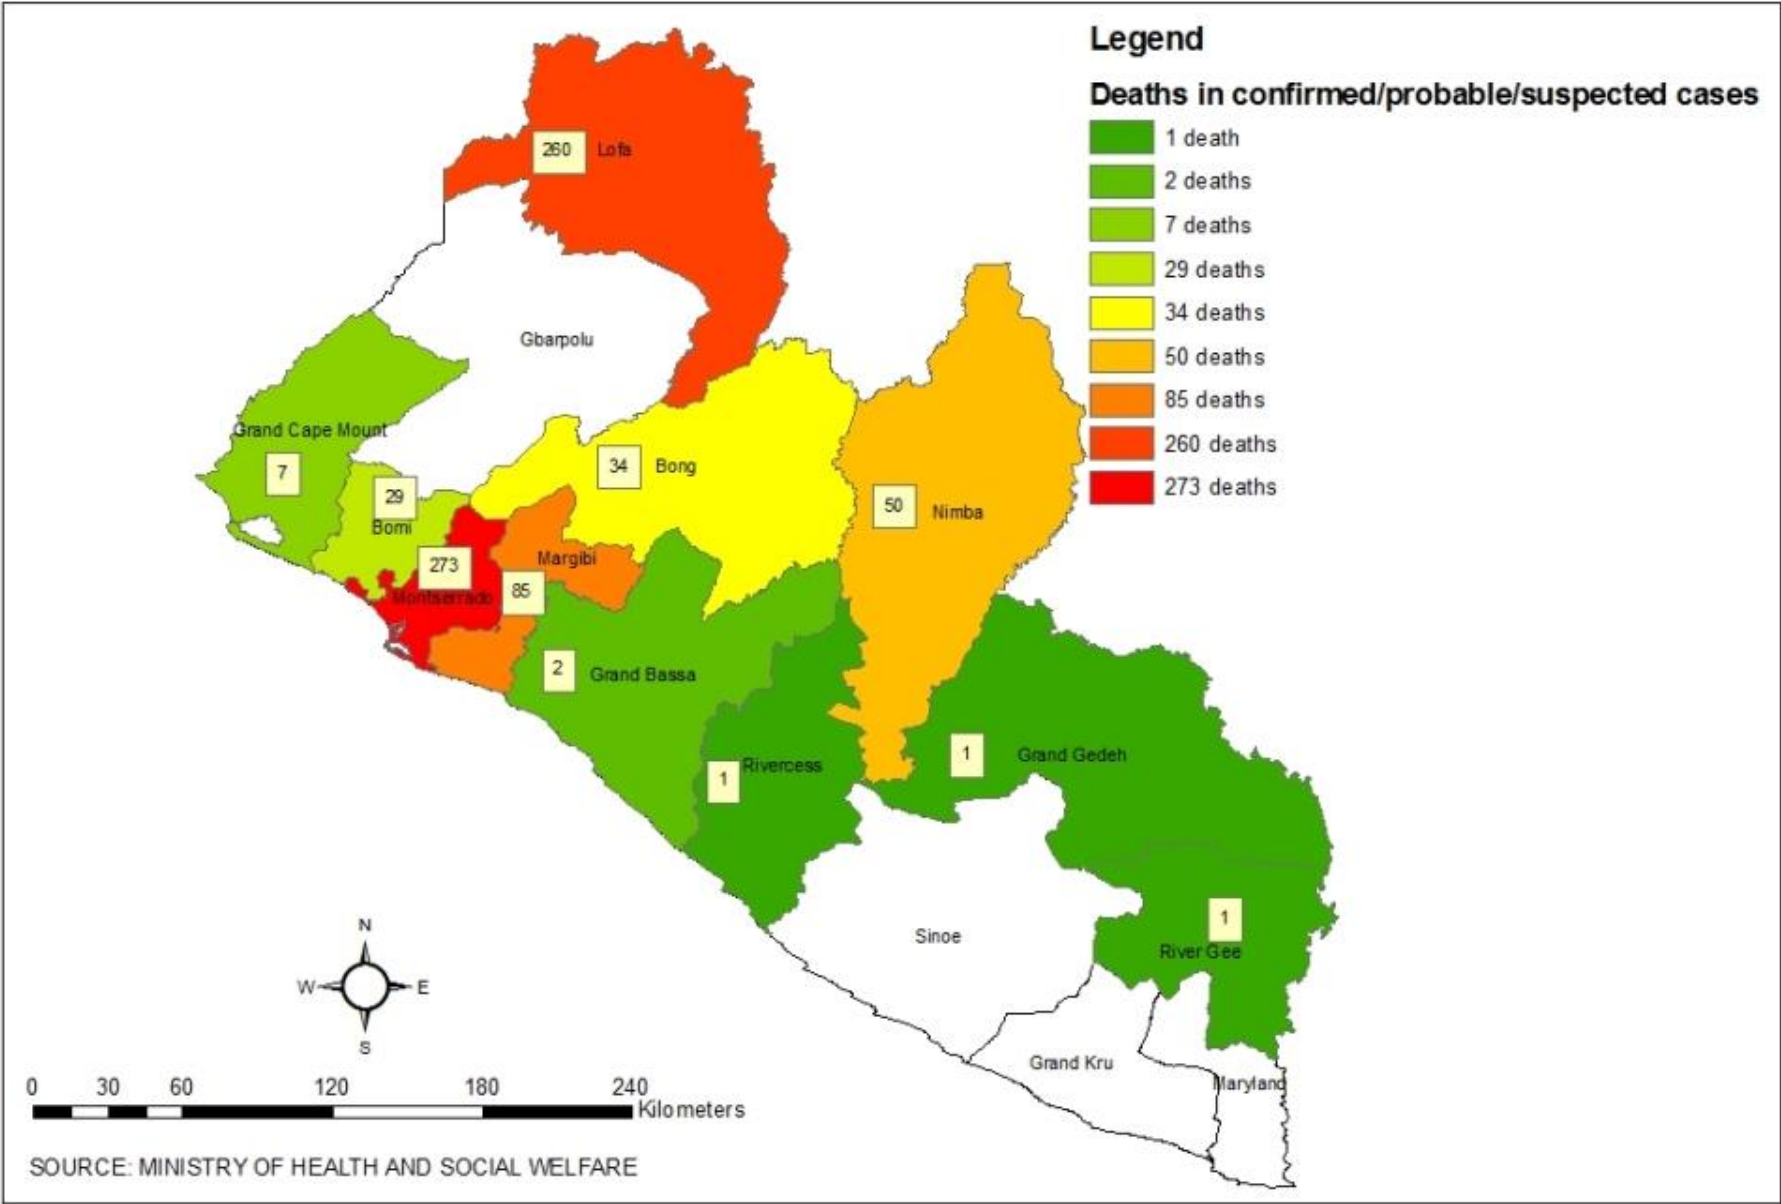 Legend
Deaths in confirmed/probable/suspected cases
1 death
2 deaths
7 deaths
29 deaths
34 deaths
50 deaths
85 deaths
260 deaths
273 deaths
260 Lofa
Gbarpolu
Grand Cape Mount
7
34 Bong
29
Bomi
50 Nimba
273
Margibi
85
Montserrado
2 Grand Bassa
1 Rivercess
1 Grand Gedeh
1
River Gee
Sinoe
Grand Kru
Maryland
N
W E
S
0 30 60 120 180 240
Kilometers
SOURCE: MINISTRY OF HEALTH AND SOCIAL WELFARE